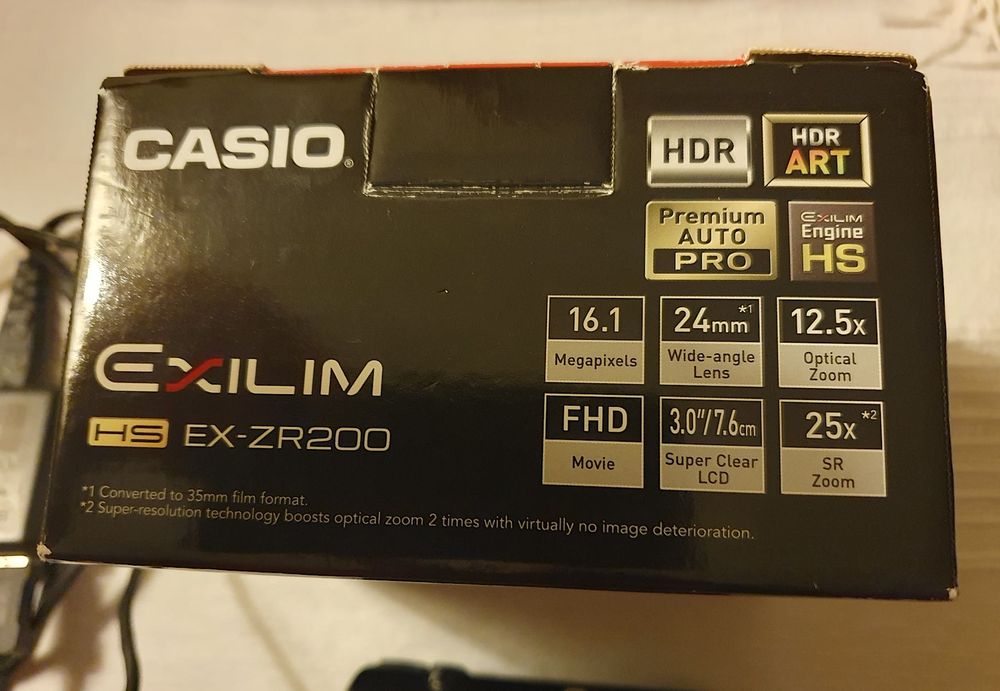 CASIO®
HDR
HDR
ART
Premium
AUTO
PRO
EXILIM
Engine
HS
16.1
Megapixels
24mm*1
Wide-angle
Lens
12.5x
Optical
Zoom
FHD
Movie
3.0"/7.6cm
Super Clear
LCD
25x*2
SR
Zoom
EXILIM
HS EX-ZR200
*1 Converted to 35mm film format.
*2 Super-resolution technology boosts optical zoom 2 times with virtually no image deterioration.